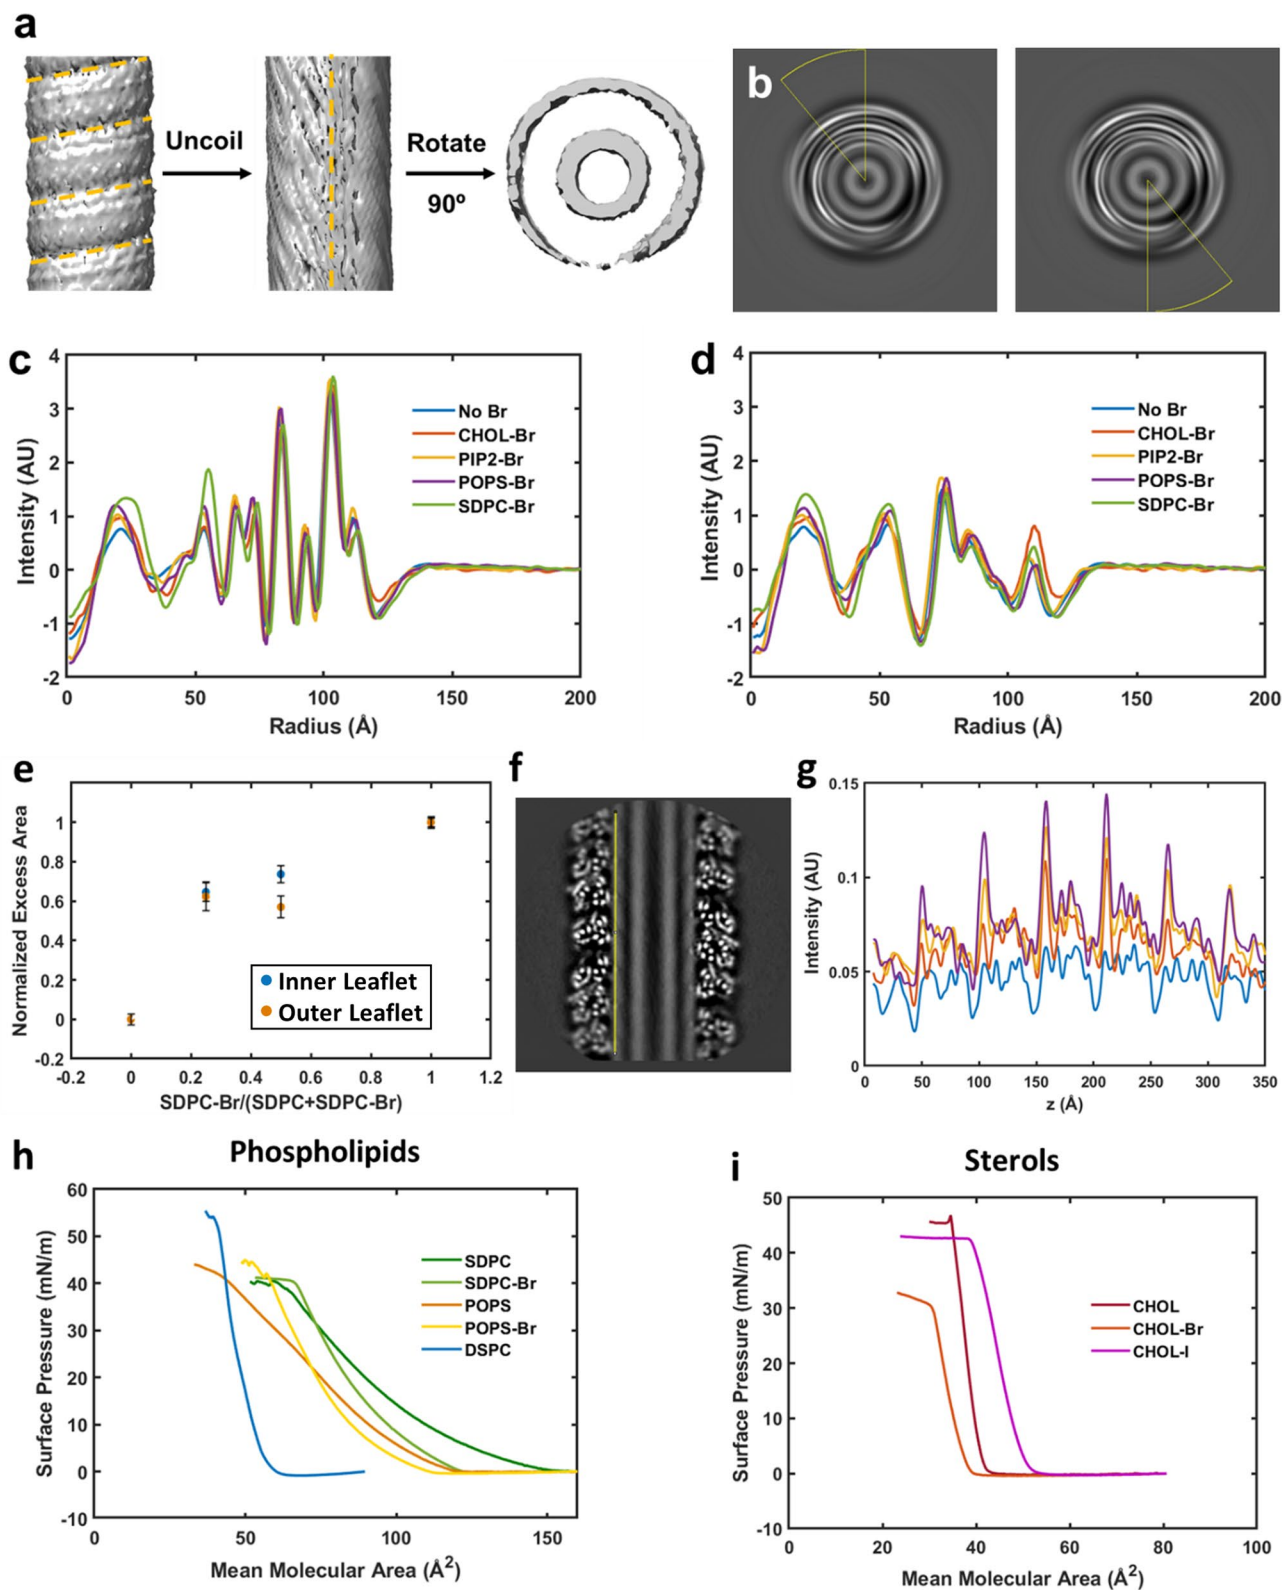 a
Uncoil
Rotate
90º
b
c
4
3
2
1
0
-1
-2
0
50
100
150
200
Intensity (AU)
Radius (Å)
No Br
CHOL-Br
PIP2-Br
POPS-Br
SDPC-Br
d
4
3
2
1
0
-1
-2
0
50
100
150
200
Intensity (AU)
Radius (Å)
No Br
CHOL-Br
PIP2-Br
POPS-Br
SDPC-Br
e
Normalized Excess Area
1
0.8
0.6
0.4
0.2
0
-0.2
-0.2
0
0.2
0.4
0.6
0.8
1
1.2
SDPC-Br/(SDPC+SDPC-Br)
Inner Leaflet
Outer Leaflet
f
g
0.15
0.1
0.05
0
Intensity (AU)
0
50
100
150
200
250
300
350
z (Å)
h
Phospholipids
60
50
40
30
20
10
0
-10
Surface Pressure (mN/m)
0
50
100
150
Mean Molecular Area (Å²)
SDPC
SDPC-Br
POPS
POPS-Br
DSPC
i
Sterols
50
40
30
20
10
0
-10
Surface Pressure (mN/m)
0
20
40
60
80
100
Mean Molecular Area (Å²)
CHOL
CHOL-Br
CHOL-I